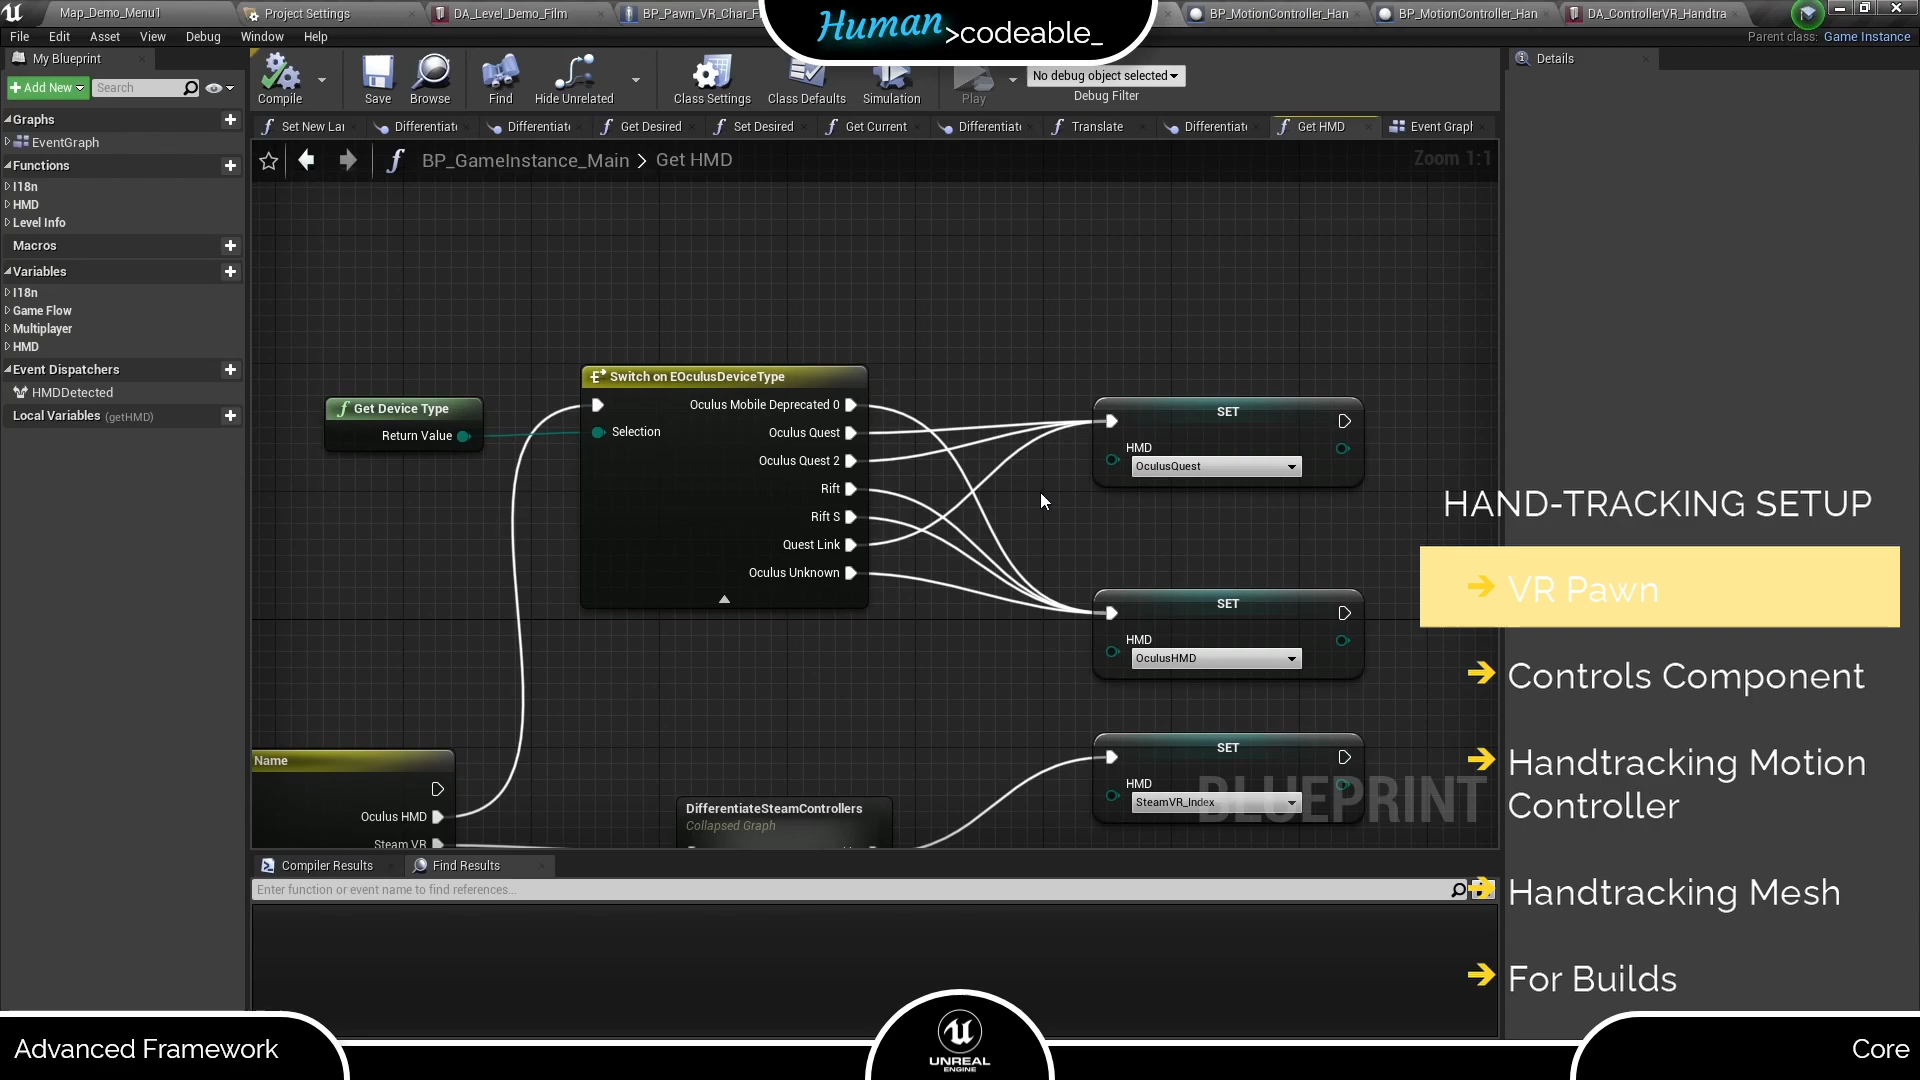 Map_Demo_Menu1
Project Settings
DA_Level_Demo_Film
BP_Pawn_VR_Char_F
BP_MotionController_Han
BP_MotionController_Han
DA_ControllerVR_Handtra
Human
>codeable_
File Edit Asset View Debug Window Help
Parent class: Game Instance
My Blueprint
Add New
Search
Compile
Save
Browse
Find
Hide Unrelated
Class Settings
Class Defaults
Simulation
Play
No debug object selected
Debug Filter
Details
Graphs
EventGraph
Functions
I18n
HMD
Level Info
Macros
Variables
I18n
Game Flow
Multiplayer
HMD
Event Dispatchers
HMDDetected
Local Variables (getHMD)
Set New Lan
Differentiate
Differentiate
Get Desired
Set Desired
Get Current
Differentiate
Translate
Differentiate
Get HMD
Event Graph
BP_GameInstance_Main > Get HMD
Zoom 1:1
Get Device Type
Return Value
Switch on EOculusDeviceType
Selection
Oculus Mobile Deprecated 0
Oculus Quest
Oculus Quest 2
Rift
Rift S
Quest Link
Oculus Unknown
SET
HMD
OculusQuest
SET
HMD
OculusHMD
SET
HMD
SteamVR_Index
BLUEPRINT
Name
Oculus HMD
Steam VR
DifferentiateSteamControllers
Collapsed Graph
Compiler Results
Find Results
Enter function or event name to find references...
HAND-TRACKING SETUP
VR Pawn
Controls Component
Handtracking Motion
Controller
Handtracking Mesh
For Builds
Advanced Framework
UNREAL
ENGINE
Core